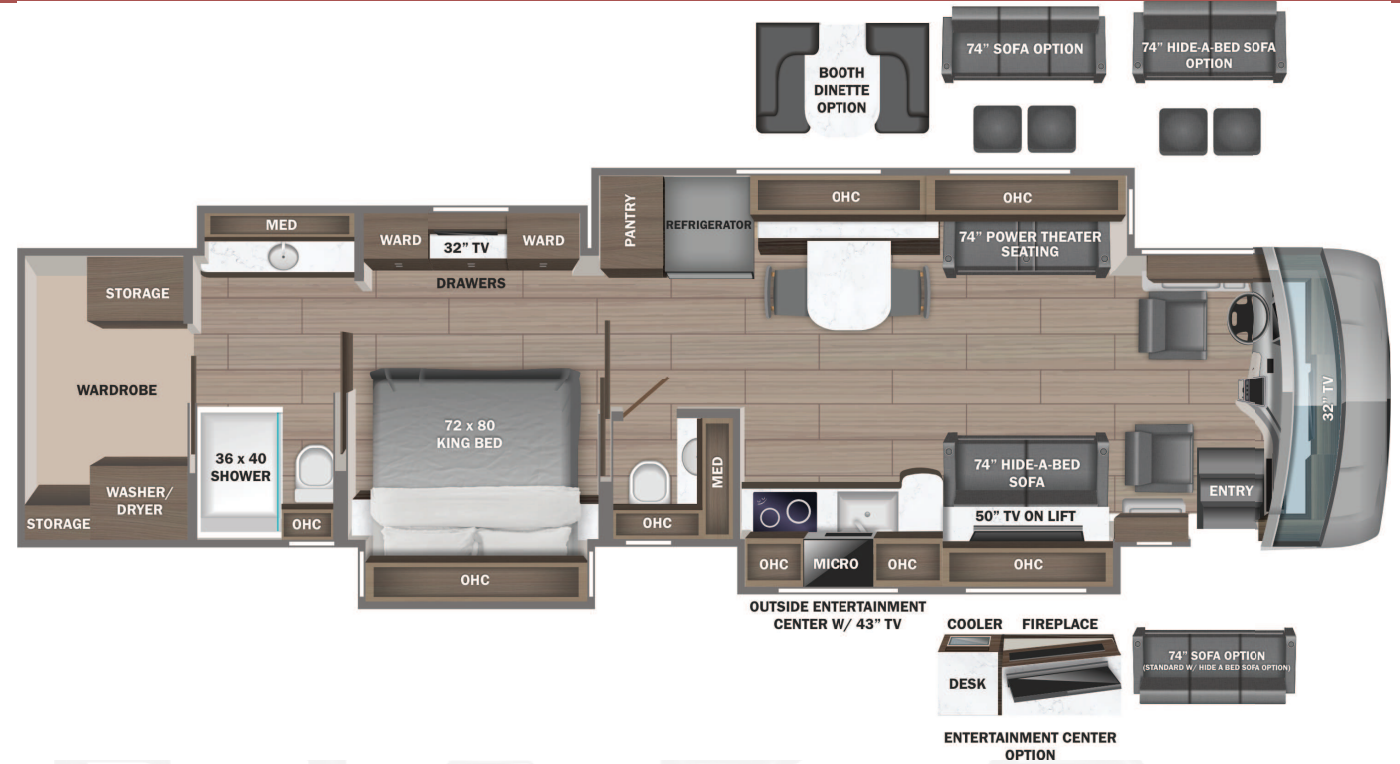 74” SOFA OPTION
74” HIDE-A-BED SOFA
OPTION
BOOTH
DINETTE
OPTION
MED
WARD
32” TV
WARD
DRAWERS
PANTRY
REFRIGERATOR
OHC
OHC
74” POWER THEATER
SEATING
STORAGE
WARDROBE
WASHER/
DRYER
STORAGE
36 x 40
SHOWER
OHC
72 x 80
KING BED
OHC
OHC
MED
74” HIDE-A-BED
SOFA
50” TV ON LIFT
OHC
MICRO
OHC
OHC
ENTRY
32” TV
OUTSIDE ENTERTAINMENT
CENTER W/ 43” TV
COOLER
FIREPLACE
DESK
ENTERTAINMENT CENTER
OPTION
74” SOFA OPTION
(STANDARD W/ HIDE A BED SOFA OPTION)